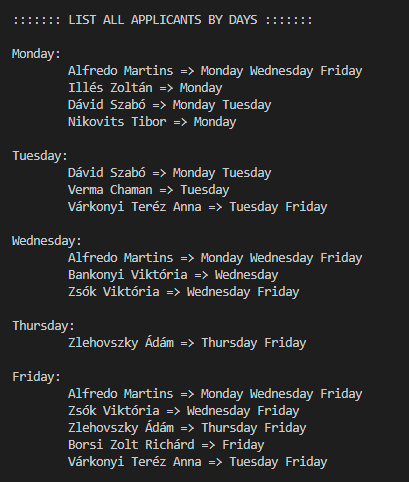 ::::::: LIST ALL APPLICANTS BY DAYS :::::::
Monday:
Alfredo Martins => Monday Wednesday Friday
Illés Zoltán => Monday
Dávid Szabó => Monday Tuesday
Nikovits Tibor => Monday
Tuesday:
Dávid Szabó => Monday Tuesday
Verma Chaman => Tuesday
Várkonyi Teréz Anna => Tuesday Friday
Wednesday:
Alfredo Martins => Monday Wednesday Friday
Bankonyi Viktória => Wednesday
Zsók Viktória => Wednesday Friday
Thursday:
Zlehovszky Ádám => Thursday Friday
Friday:
Alfredo Martins => Monday Wednesday Friday
Zsók Viktória => Wednesday Friday
Zlehovszky Ádám => Thursday Friday
Borsi Zolt Richárd => Friday
Várkonyi Teréz Anna => Tuesday Friday